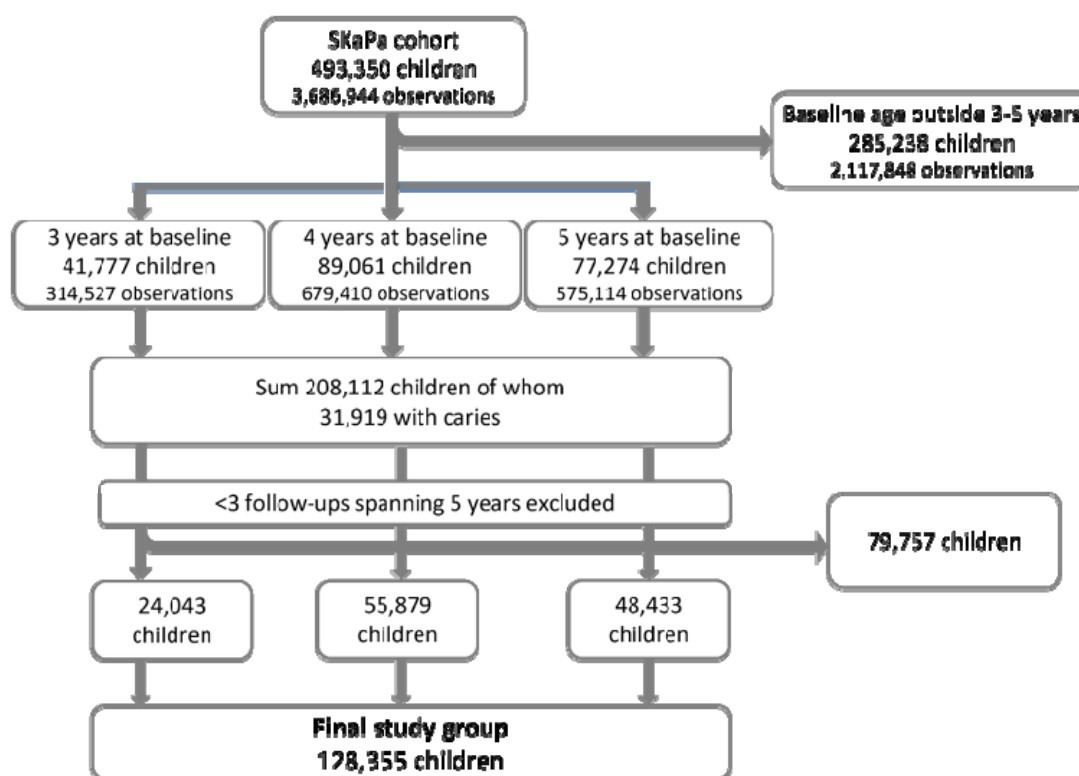 SKaPa cohort
493,350 children
3,686,944 observations
Baseline age outside 3-5 years
285,238 children
2,117,848 observations
3 years at baseline
41,777 children
314,527 observations
4 years at baseline
89,061 children
679,410 observations
5 years at baseline
77,274 children
575,114 observations
Sum 208,112 children of whom
31,919 with caries
<3 follow-ups spanning 5 years excluded
79,757 children
24,043
children
55,879
children
48,433
children
Final study group
128,355 children